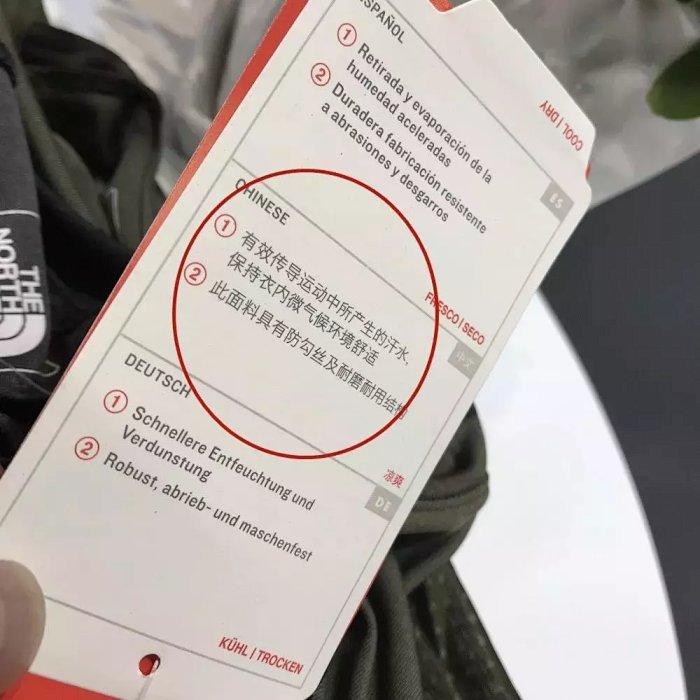 ESPAÑOL
① Retirada y evaporación de la
humedad aceleradas
② Duradera fabricación resistente
a abrasiones y desgarros
COOL | DRY
ES
CHINESE
① 有效传导运动中所产生的汗水,
保持衣内微气候环境舒适
② 此面料具有防勾丝及耐磨耐用结构
FRESCO | SECO
中文
DEUTSCH
① Schnellere Entfeuchtung und
Verdunstung
② Robust, abrieb- und maschenfest
凉爽
DE
KÜHL | TROCKEN
THE
NORTH